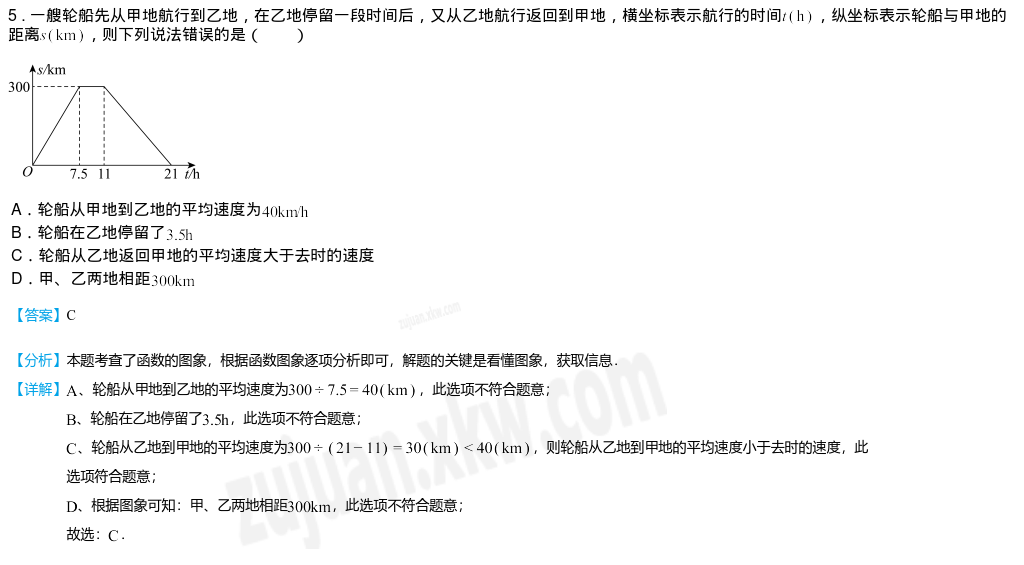 5．一艘轮船先从甲地航行到乙地，在乙地停留一段时间后，又从乙地航行返回到甲地，横坐标表示航行的时间t(h)，纵坐标表示轮船与甲地的
距离s(km)，则下列说法错误的是（　　）
s/km
300
O 7.5 11 21 t/h
A．轮船从甲地到乙地的平均速度为40km/h
B．轮船在乙地停留了3.5h
C．轮船从乙地返回甲地的平均速度大于去时的速度
D．甲、乙两地相距300km
【答案】C
zujuan.xkw.com
【分析】本题考查了函数的图象，根据函数图象逐项分析即可，解题的关键是看懂图象，获取信息．
【详解】A、轮船从甲地到乙地的平均速度为300÷7.5=40(km)，此选项不符合题意；
B、轮船在乙地停留了3.5h，此选项不符合题意；
C、轮船从乙地到甲地的平均速度为300÷(21−11)=30(km)<40(km)，则轮船从乙地到甲地的平均速度小于去时的速度，此
选项符合题意；
D、根据图象可知：甲、乙两地相距300km，此选项不符合题意；
故选：C．
zujuan.xkw.com